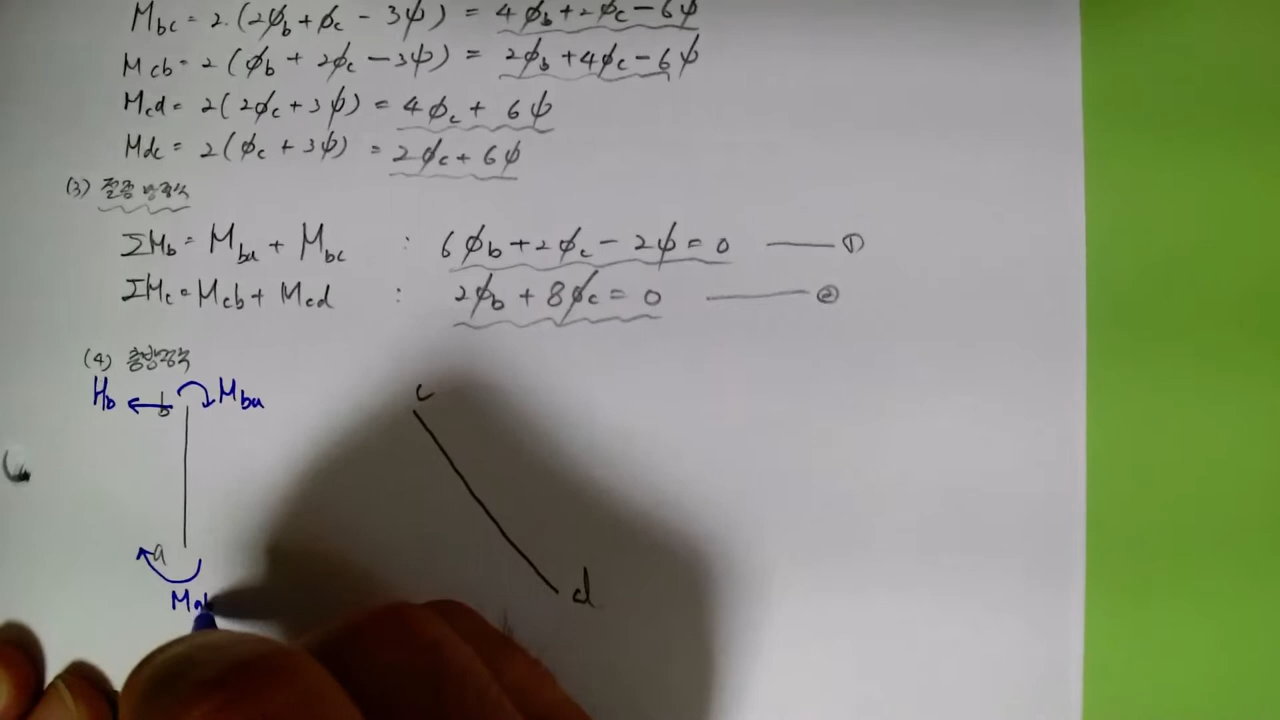 Mbc = 2(2φb + φc - 3ψ) = 4φb + 2φc - 6ψ
Mcb = 2(φb + 2φc - 3ψ) = 2φb + 4φc - 6ψ
Mcd = 2(2φc + 3ψ) = 4φc + 6ψ
Mdc = 2(φc + 3ψ) = 2φc + 6ψ
(3) 절점방정식
ΣMb = Mba + Mbc : 6φb + 2φc - 2ψ = 0 —— ①
ΣMc = Mcb + Mcd : 2φb + 8φc = 0 —— ②
(4) 층방정식
Hb b Mba c
a
d